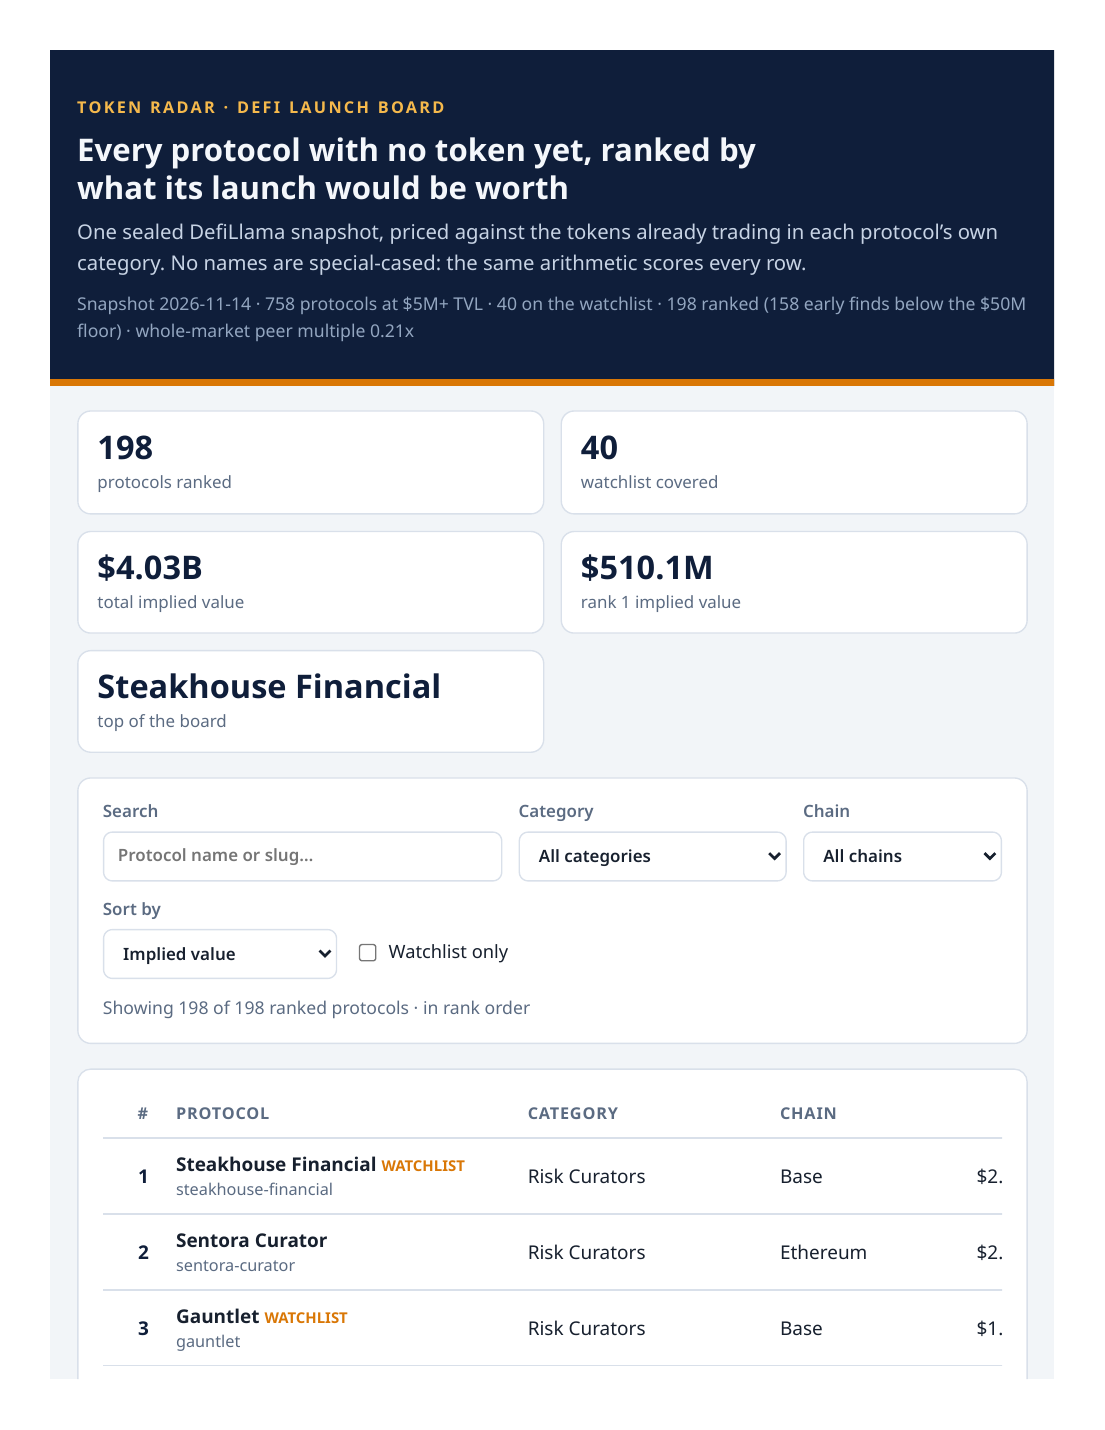 TOKEN RADAR · DEFI LAUNCH BOARD
Every protocol with no token yet, ranked by
what its launch would be worth
One sealed DefiLlama snapshot, priced against the tokens already trading in each protocol’s own
category. No names are special-cased: the same arithmetic scores every row.
Snapshot 2026-11-14 · 758 protocols at $5M+ TVL · 40 on the watchlist · 198 ranked (158 early finds below the $50M
floor) · whole-market peer multiple 0.21x
198
protocols ranked
40
watchlist covered
$4.03B
total implied value
$510.1M
rank 1 implied value
Steakhouse Financial
top of the board
Search
Category
Chain
Protocol name or slug...
All categories
All chains
Sort by
Implied value
Watchlist only
Showing 198 of 198 ranked protocols · in rank order
# PROTOCOL CATEGORY CHAIN
1 Steakhouse Financial WATCHLIST Risk Curators Base $2.
steakhouse-financial
2 Sentora Curator Risk Curators Ethereum $2.
sentora-curator
3 Gauntlet WATCHLIST Risk Curators Base $1.
gauntlet